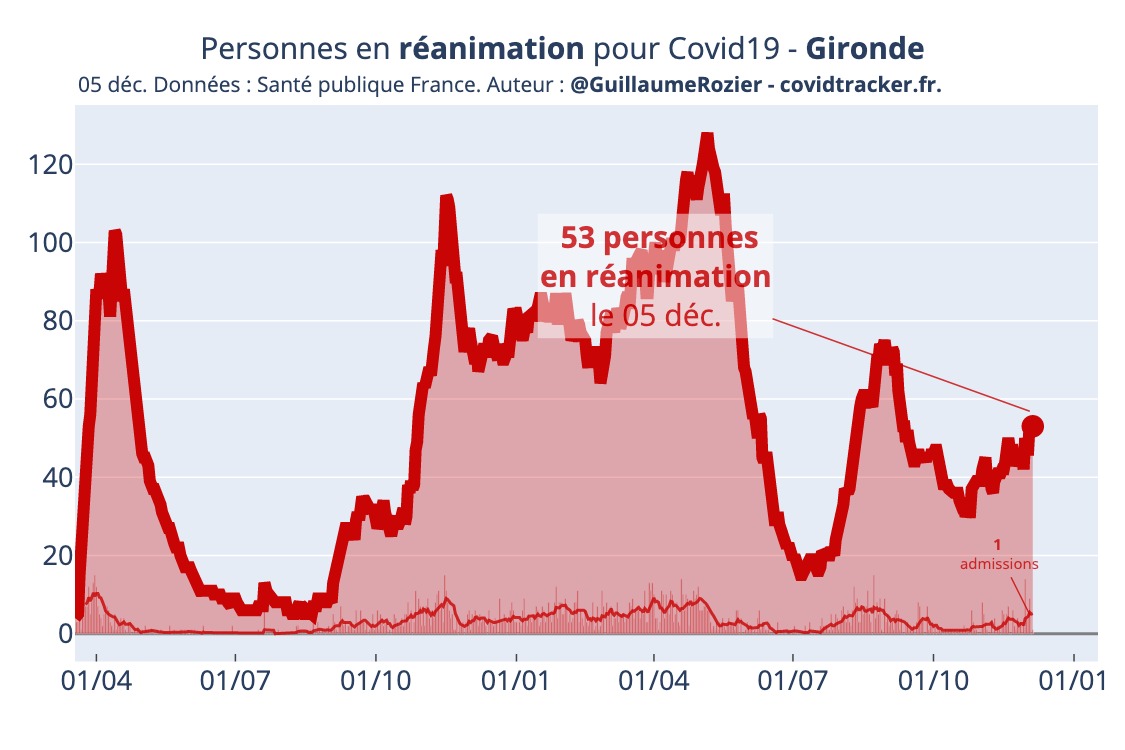 Personnes en réanimation pour Covid19 - Gironde
05 déc. Données : Santé publique France. Auteur : @GuillaumeRozier - covidtracker.fr.
120
100
80
60
40
20
0
53 personnes
en réanimation
le 05 déc.
1
admissions
01/04 01/07 01/10 01/01 01/04 01/07 01/10 01/01